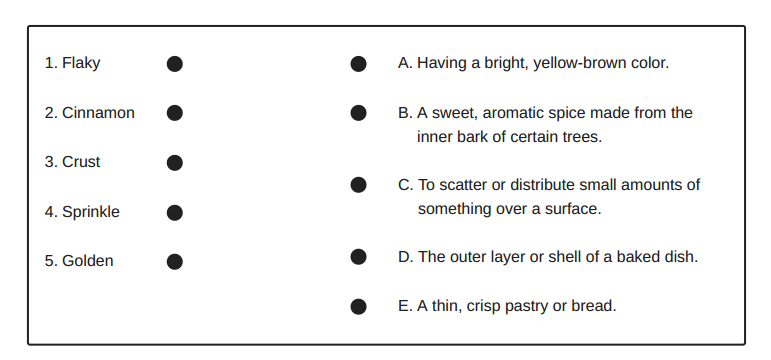 1. Flaky
2. Cinnamon
3. Crust
4. Sprinkle
5. Golden
A. Having a bright, yellow-brown color.
B. A sweet, aromatic spice made from the
inner bark of certain trees.
C. To scatter or distribute small amounts of
something over a surface.
D. The outer layer or shell of a baked dish.
E. A thin, crisp pastry or bread.